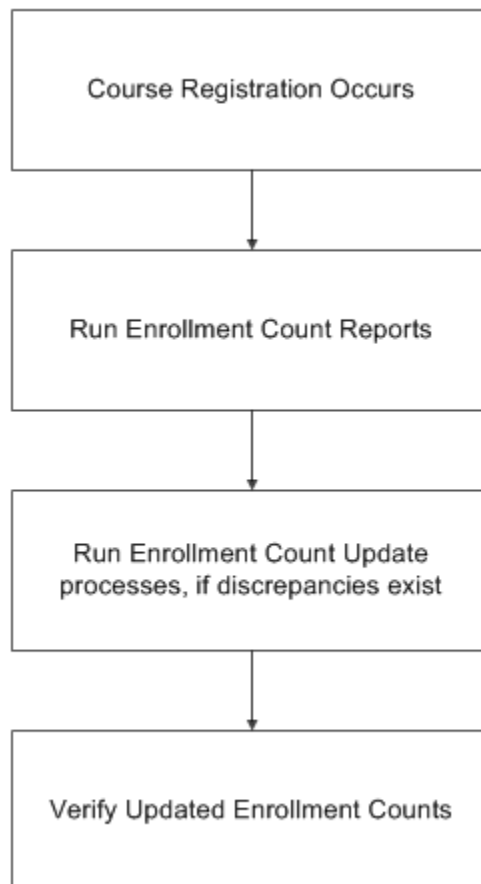 Course Registration Occurs
Run Enrollment Count Reports
Run Enrollment Count Update
processes, if discrepancies exist
Verify Updated Enrollment Counts